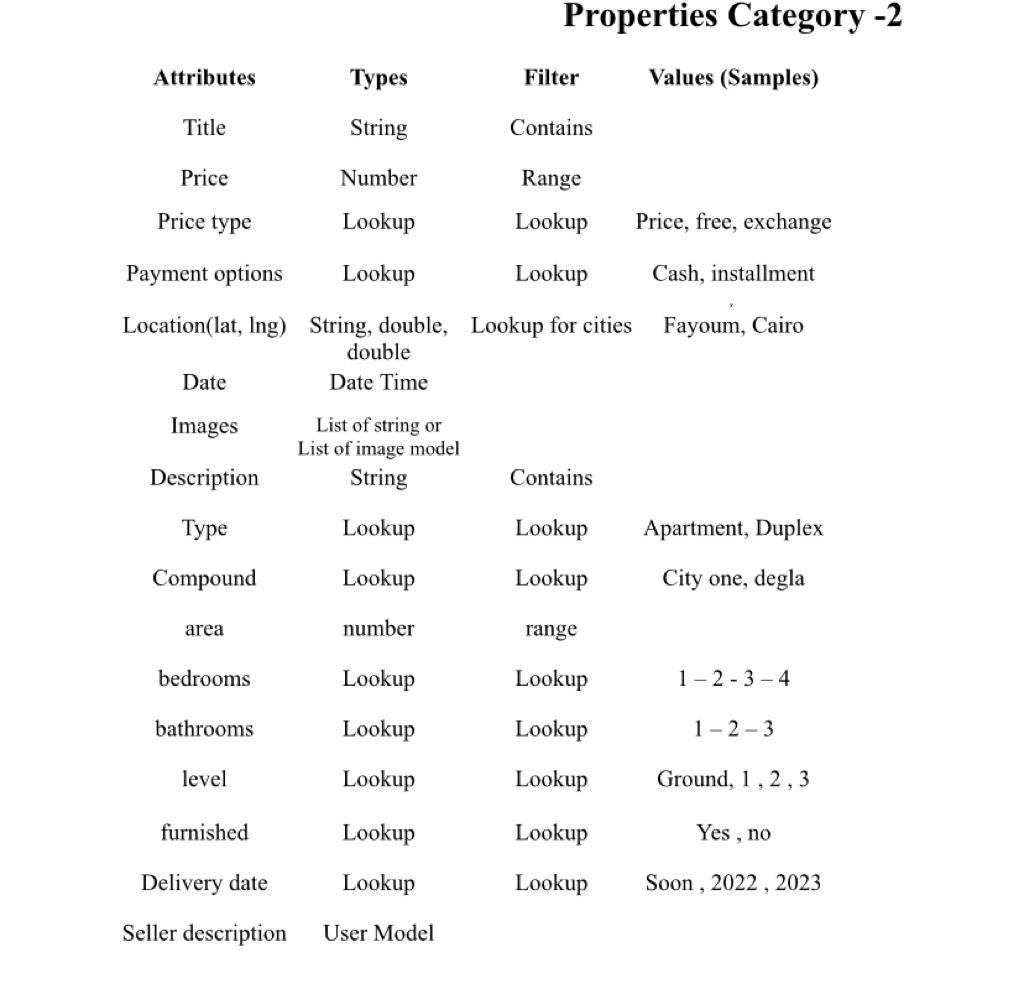 Properties Category -2
Attributes Types Filter Values (Samples)
Title String Contains
Price Number Range
Price type Lookup Lookup Price, free, exchange
Payment options Lookup Lookup Cash, installment
Location(lat, lng) String, double, Lookup for cities Fayoum, Cairo
double
Date Date Time
Images List of string or
List of image model
Description String Contains
Type Lookup Lookup Apartment, Duplex
Compound Lookup Lookup City one, degla
area number range
bedrooms Lookup Lookup 1 – 2 - 3 – 4
bathrooms Lookup Lookup 1 – 2 – 3
level Lookup Lookup Ground, 1 , 2 , 3
furnished Lookup Lookup Yes , no
Delivery date Lookup Lookup Soon , 2022 , 2023
Seller description User Model